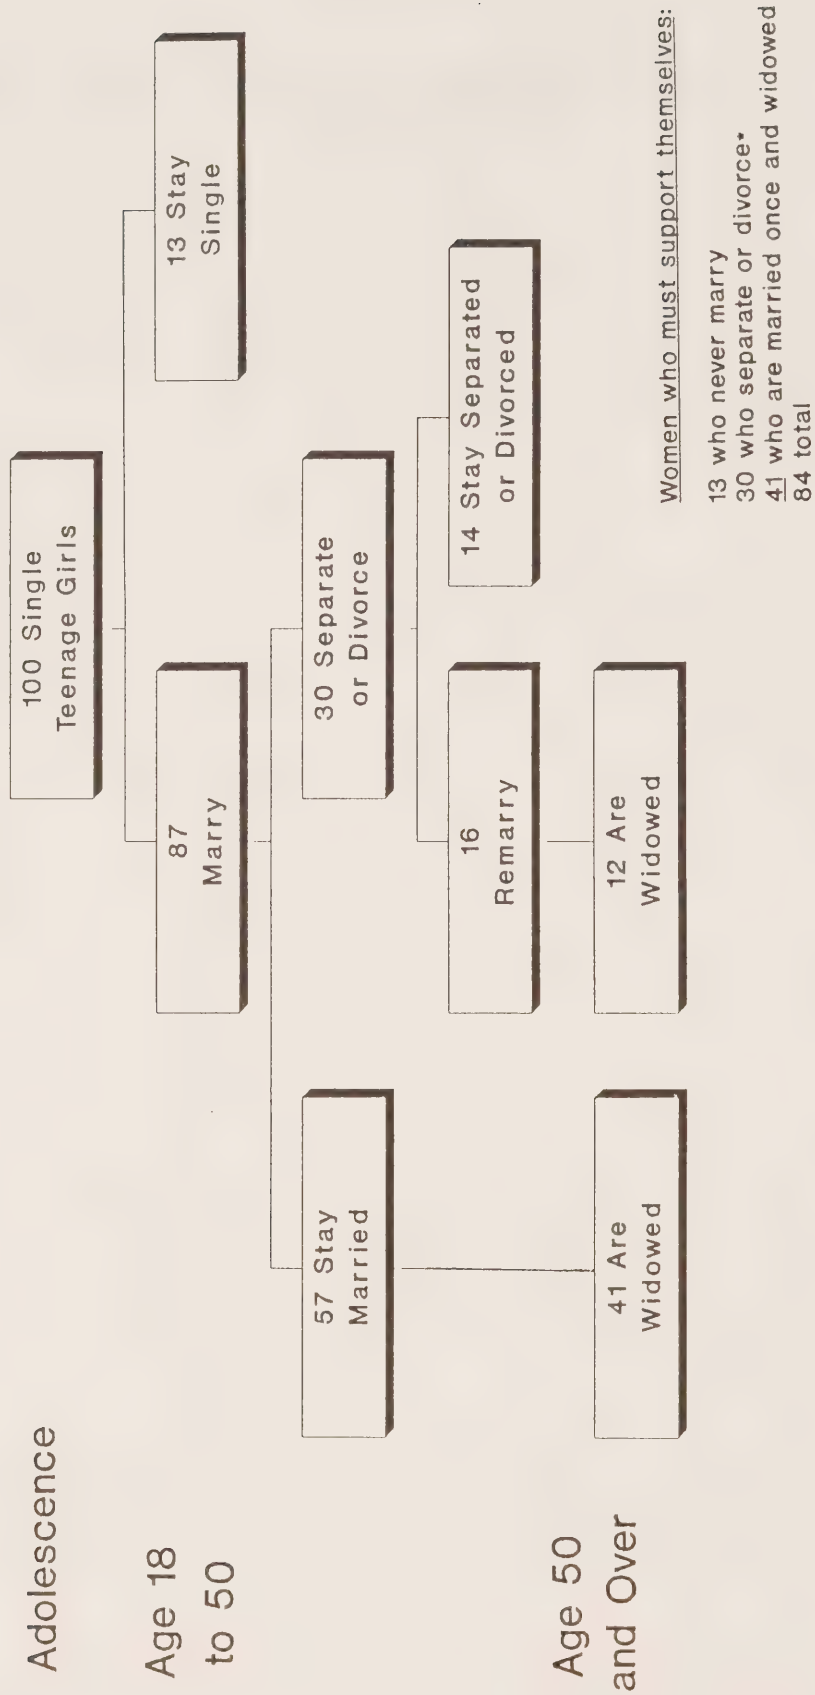 Adolescence
100 Single
Teenage Girls
Age 18
to 50
87
Marry
13 Stay
Single
57 Stay
Married
30 Separate
or Divorce
16
Remarry
14 Stay Separated
or Divorced
Age 50
and Over
41 Are
Widowed
12 Are
Widowed
Women who must support themselves:
13 who never marry
30 who separate or divorce*
41 who are married once and widowed
84 total